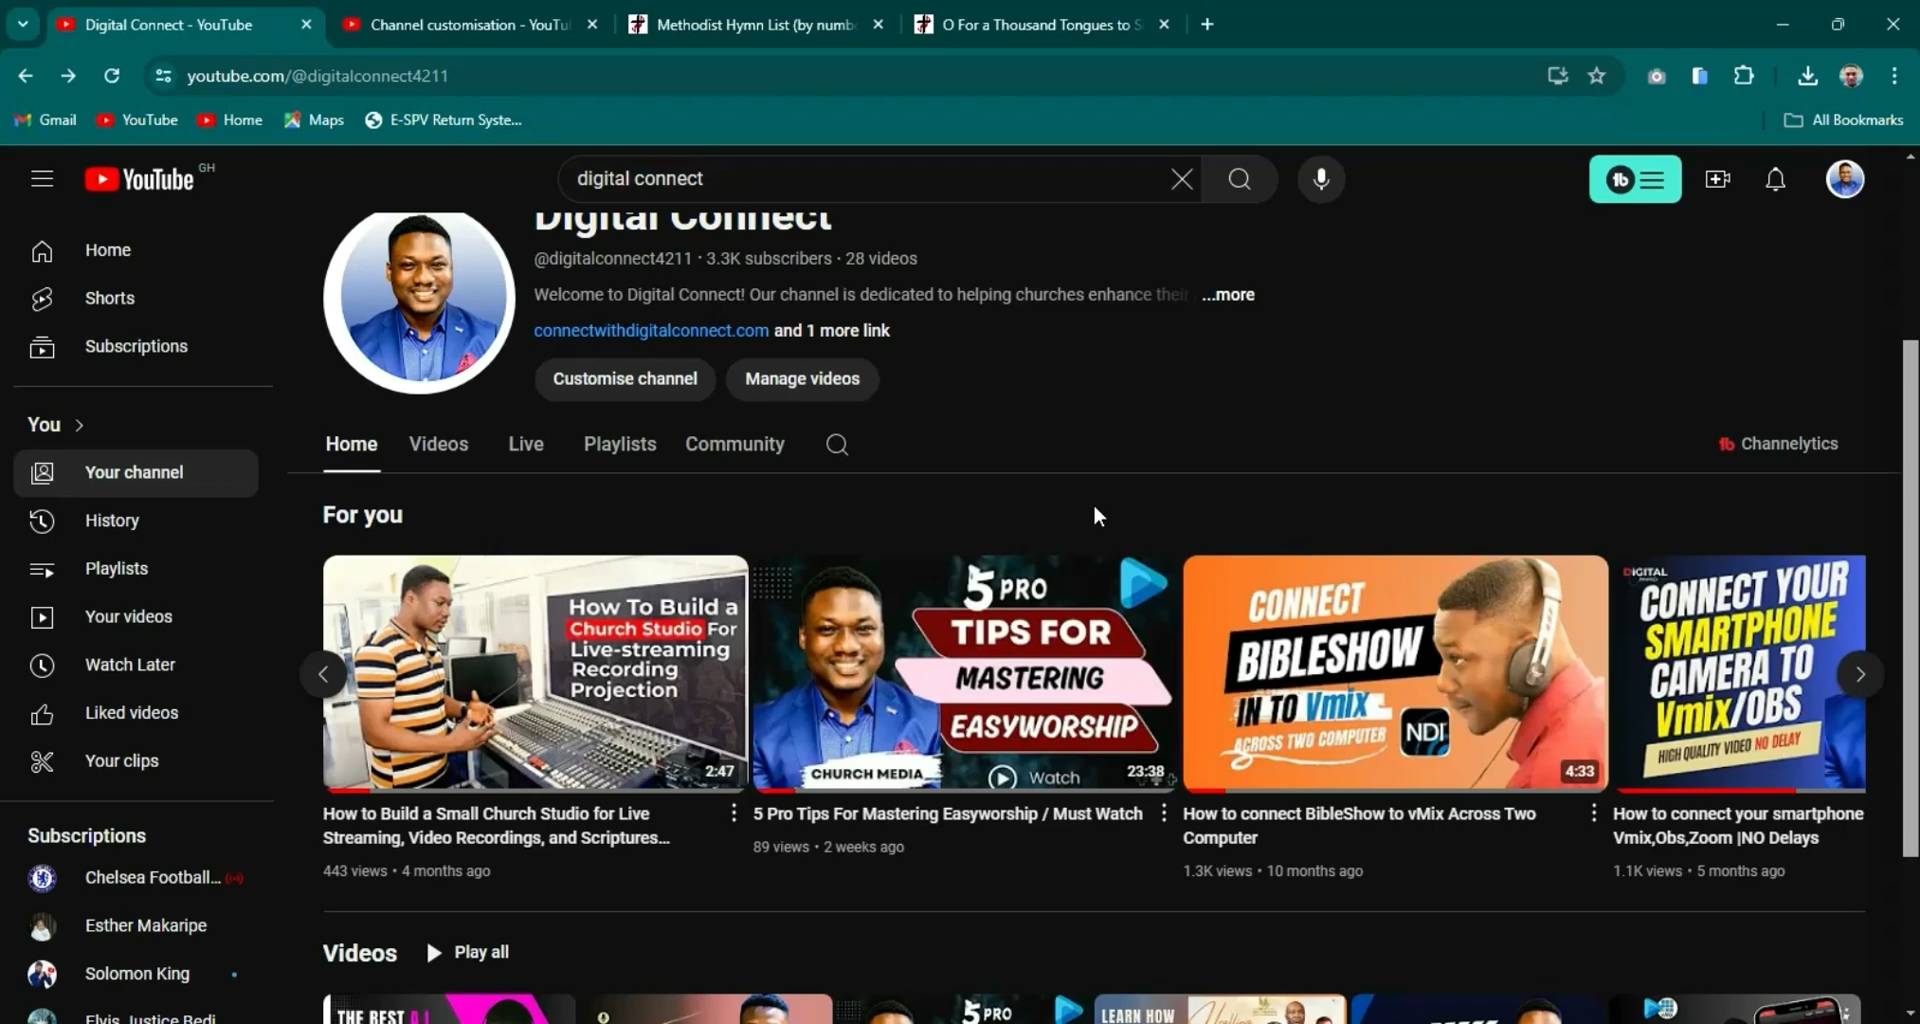 Digital Connect - YouTube
Channel customisation - YouTu
Methodist Hymn List (by numb
O For a Thousand Tongues to S
youtube.com/@digitalconnect4211
Gmail
YouTube
Home
Maps
E-SPV Return Syste...
All Bookmarks
YouTube GH
digital connect
Home
Shorts
Subscriptions
You
Your channel
History
Playlists
Your videos
Watch Later
Liked videos
Your clips
Subscriptions
Chelsea Football...
Esther Makaripe
Solomon King
Elvis Justice Bedi
Digital Connect
@digitalconnect4211 · 3.3K subscribers · 28 videos
Welcome to Digital Connect! Our channel is dedicated to helping churches enhance their ...more
connectwithdigitalconnect.com and 1 more link
Customise channel
Manage videos
Home
Videos
Live
Playlists
Community
Channelytics
For you
How To Build a
Church Studio For
Live-streaming
Recording
Projection
2:47
How to Build a Small Church Studio for Live
Streaming, Video Recordings, and Scriptures...
443 views · 4 months ago
5 PRO
TIPS FOR
MASTERING
EASYWORSHIP
CHURCH MEDIA
Watch
23:38
5 Pro Tips For Mastering Easyworship / Must Watch
89 views · 2 weeks ago
CONNECT
BIBLESHOW
IN TO Vmix
ACROSS TWO COMPUTER
NDI
4:33
How to connect BibleShow to vMix Across Two
Computer
1.3K views · 10 months ago
DIGITAL
CONNECT YOUR
SMARTPHONE
CAMERA TO
Vmix/OBS
HIGH QUALITY VIDEO NO DELAY
How to connect your smartphone
Vmix,Obs,Zoom |NO Delays
1.1K views · 5 months ago
Videos
Play all
THE BEST A.I
5 PRO
LEARN HOW